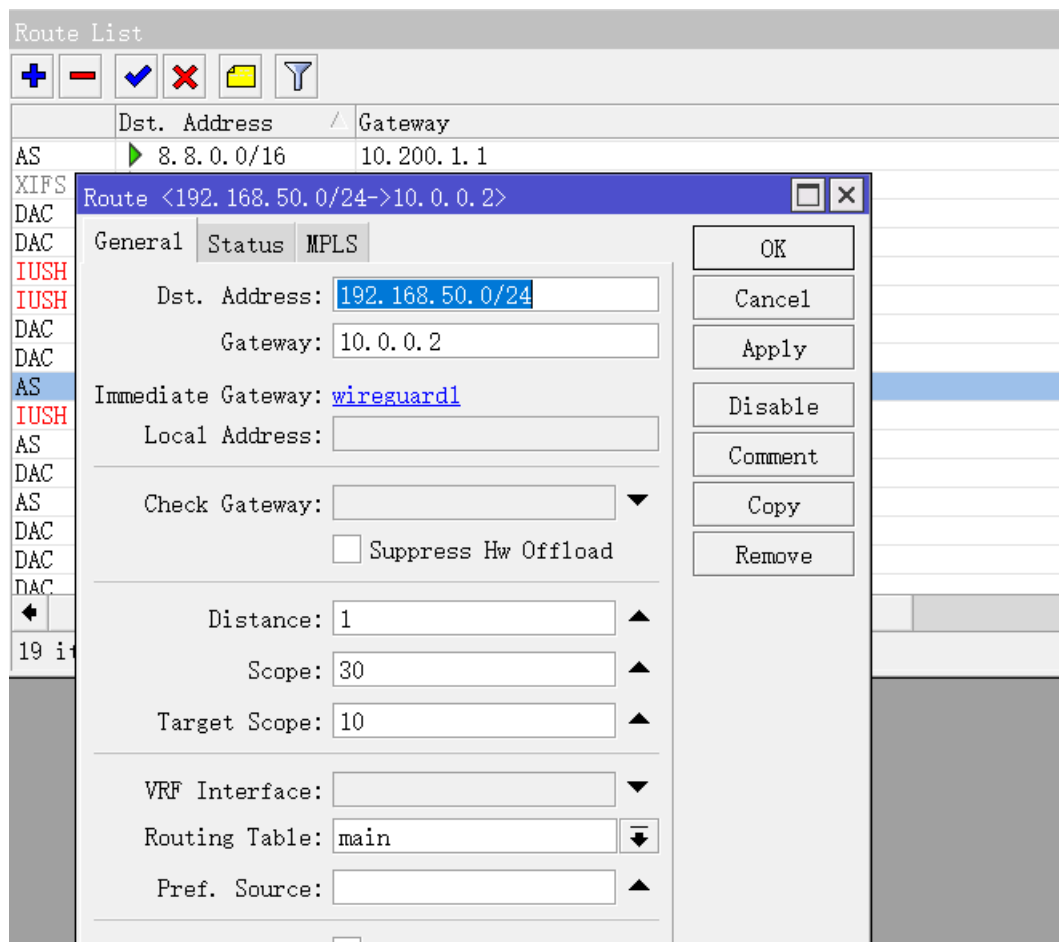 Route List
Dst. Address
Gateway
AS 8.8.0.0/16 10.200.1.1
XIFS
Route <192.168.50.0/24->10.0.0.2>
DAC
General Status MPLS
OK
DAC
IUSH
Dst. Address: 192.168.50.0/24
Cancel
IUSH
DAC
Gateway: 10.0.0.2
Apply
DAC
AS
Immediate Gateway: wireguard1
Disable
IUSH
Local Address:
AS
Comment
DAC
AS
Check Gateway:
Copy
DAC
Suppress Hw Offload
Remove
DAC
DAC
Distance: 1
19 it
Scope: 30
Target Scope: 10
VRF Interface:
Routing Table: main
Pref. Source: